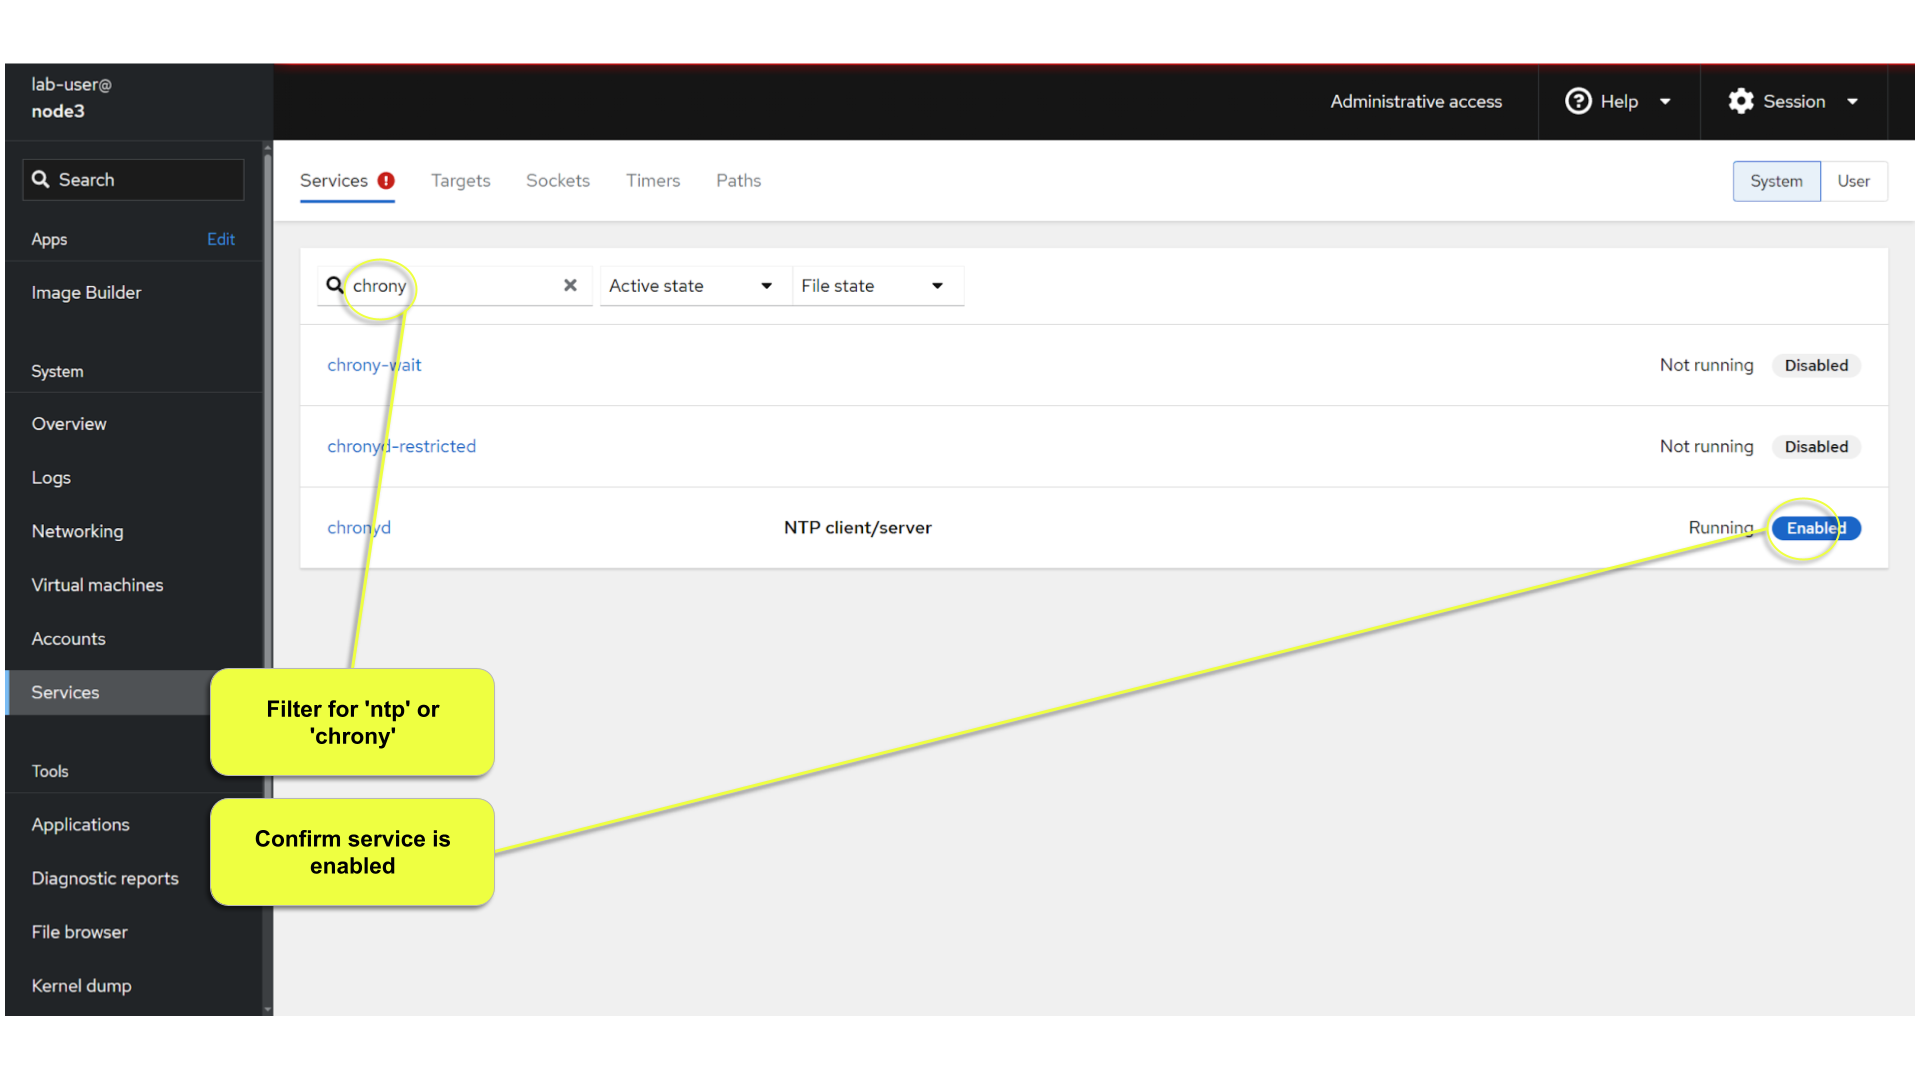 lab-user@
node3
Administrative access
Help
Session
Search
Services
Targets
Sockets
Timers
Paths
System
User
Apps
Edit
Image Builder
System
Overview
Logs
Networking
Virtual machines
Accounts
Services
Tools
Applications
Diagnostic reports
File browser
Kernel dump
chrony
Active state
File state
chrony-wait
Not running
Disabled
chronyd-restricted
Not running
Disabled
chronyd
NTP client/server
Running
Enabled
Filter for 'ntp' or
'chrony'
Confirm service is
enabled